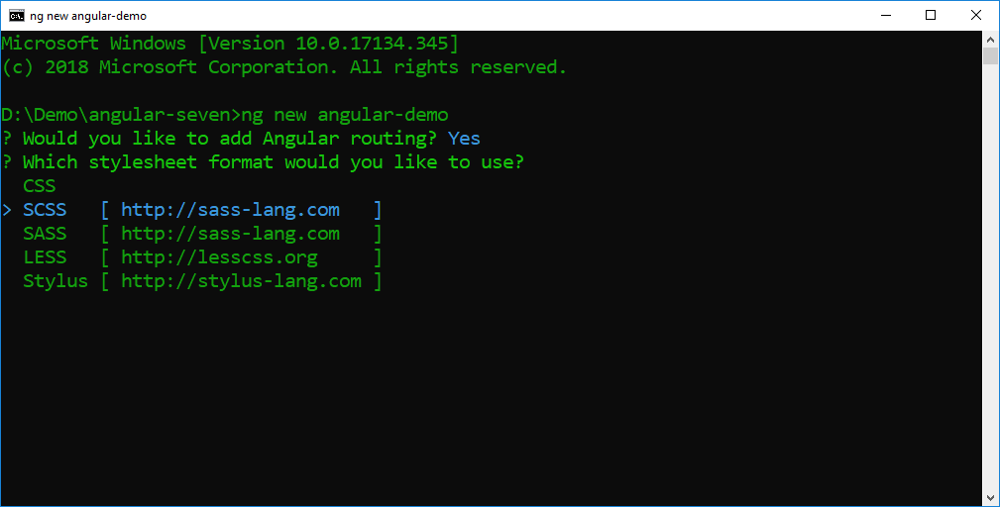 ng new angular-demo
Microsoft Windows [Version 10.0.17134.345]
(c) 2018 Microsoft Corporation. All rights reserved.
D:\Demo\angular-seven>ng new angular-demo
? Would you like to add Angular routing? Yes
? Which stylesheet format would you like to use?
  CSS
> SCSS   [ http://sass-lang.com   ]
  SASS   [ http://sass-lang.com   ]
  LESS   [ http://lesscss.org     ]
  Stylus [ http://stylus-lang.com ]